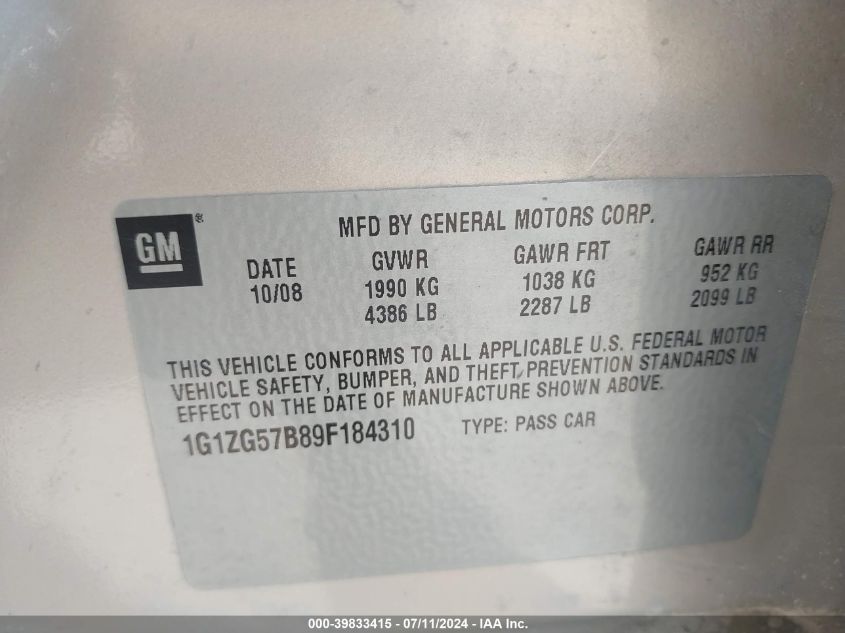 GM®
MFD BY GENERAL MOTORS CORP.
DATE GVWR GAWR FRT GAWR RR
10/08 1990 KG 1038 KG 952 KG
4386 LB 2287 LB 2099 LB
THIS VEHICLE CONFORMS TO ALL APPLICABLE U.S. FEDERAL MOTOR
VEHICLE SAFETY, BUMPER, AND THEFT PREVENTION STANDARDS IN
EFFECT ON THE DATE OF MANUFACTURE SHOWN ABOVE.
1G1ZG57B89F184310 TYPE: PASS CAR
000-39833415 - 07/11/2024 - IAA Inc.